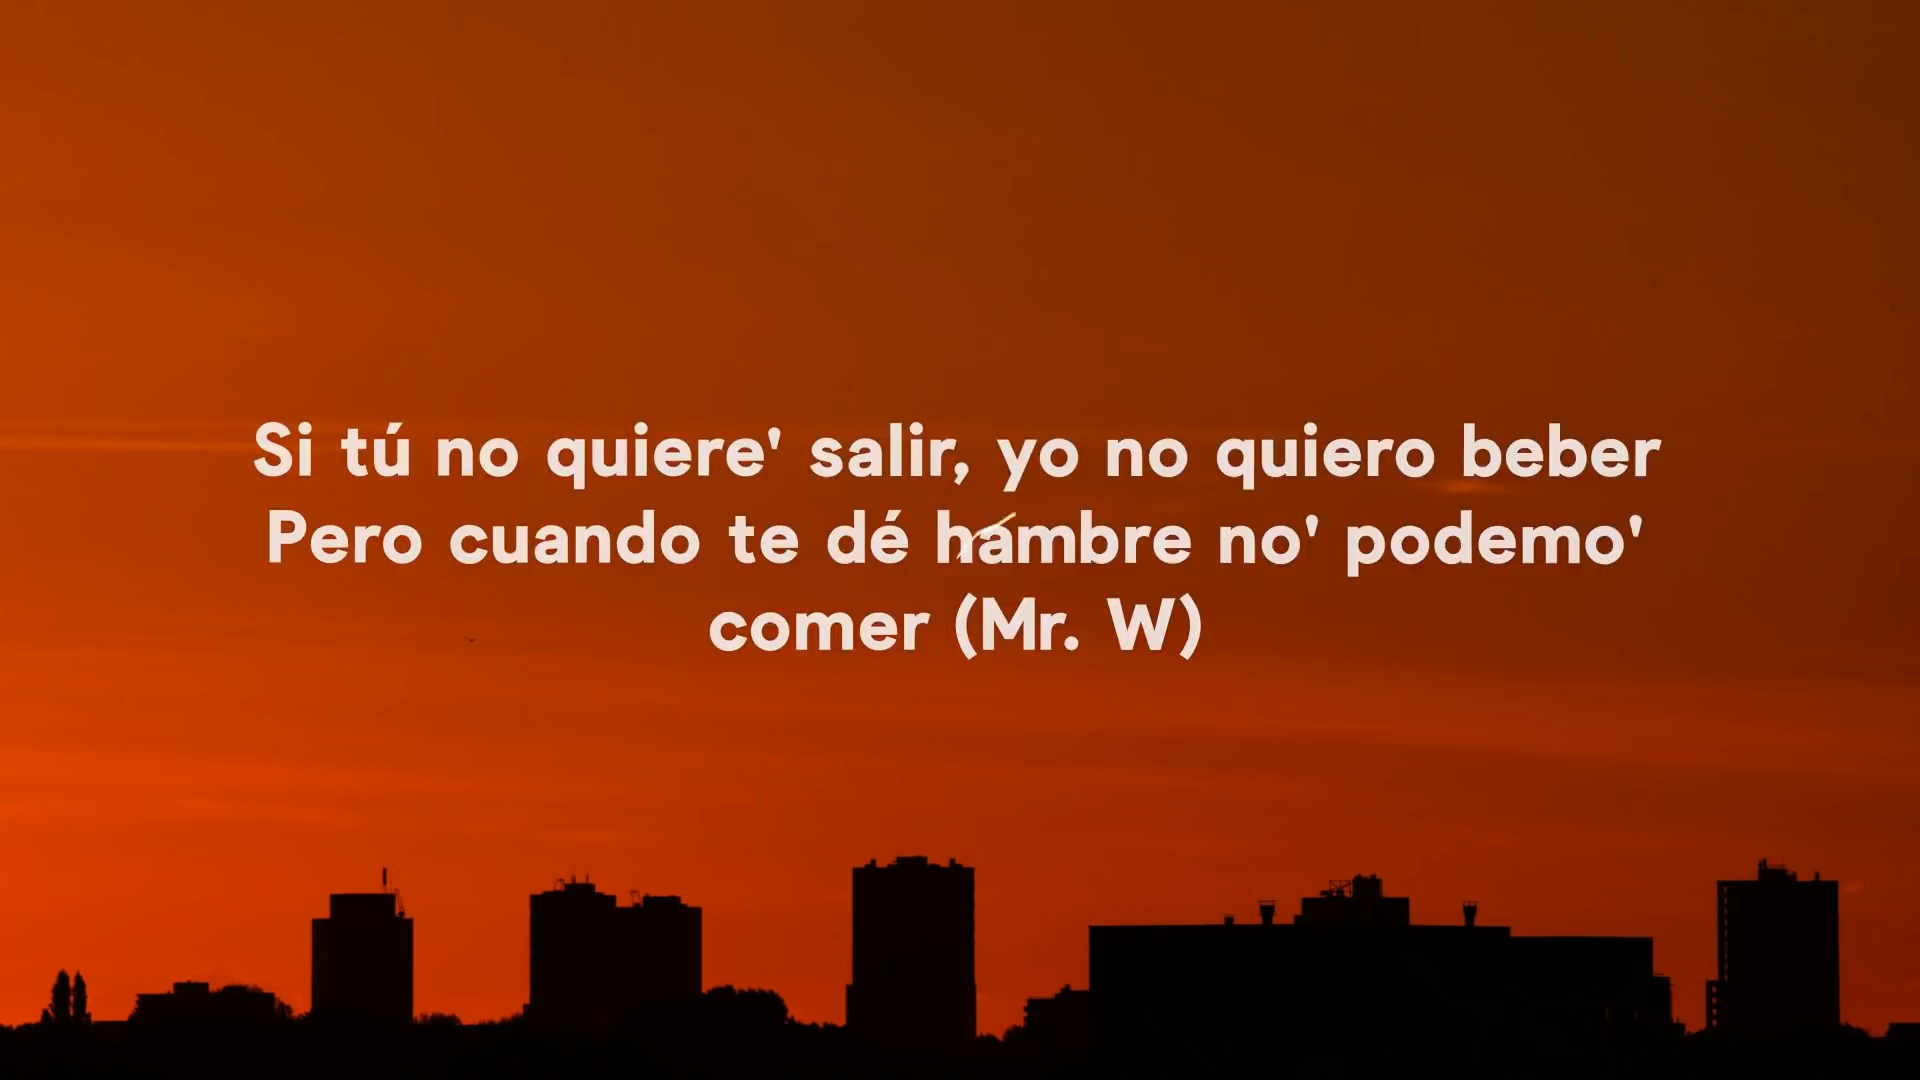 Si tú no quiere' salir, yo no quiero beber
Pero cuando te dé hambre no' podemo'
comer (Mr. W)